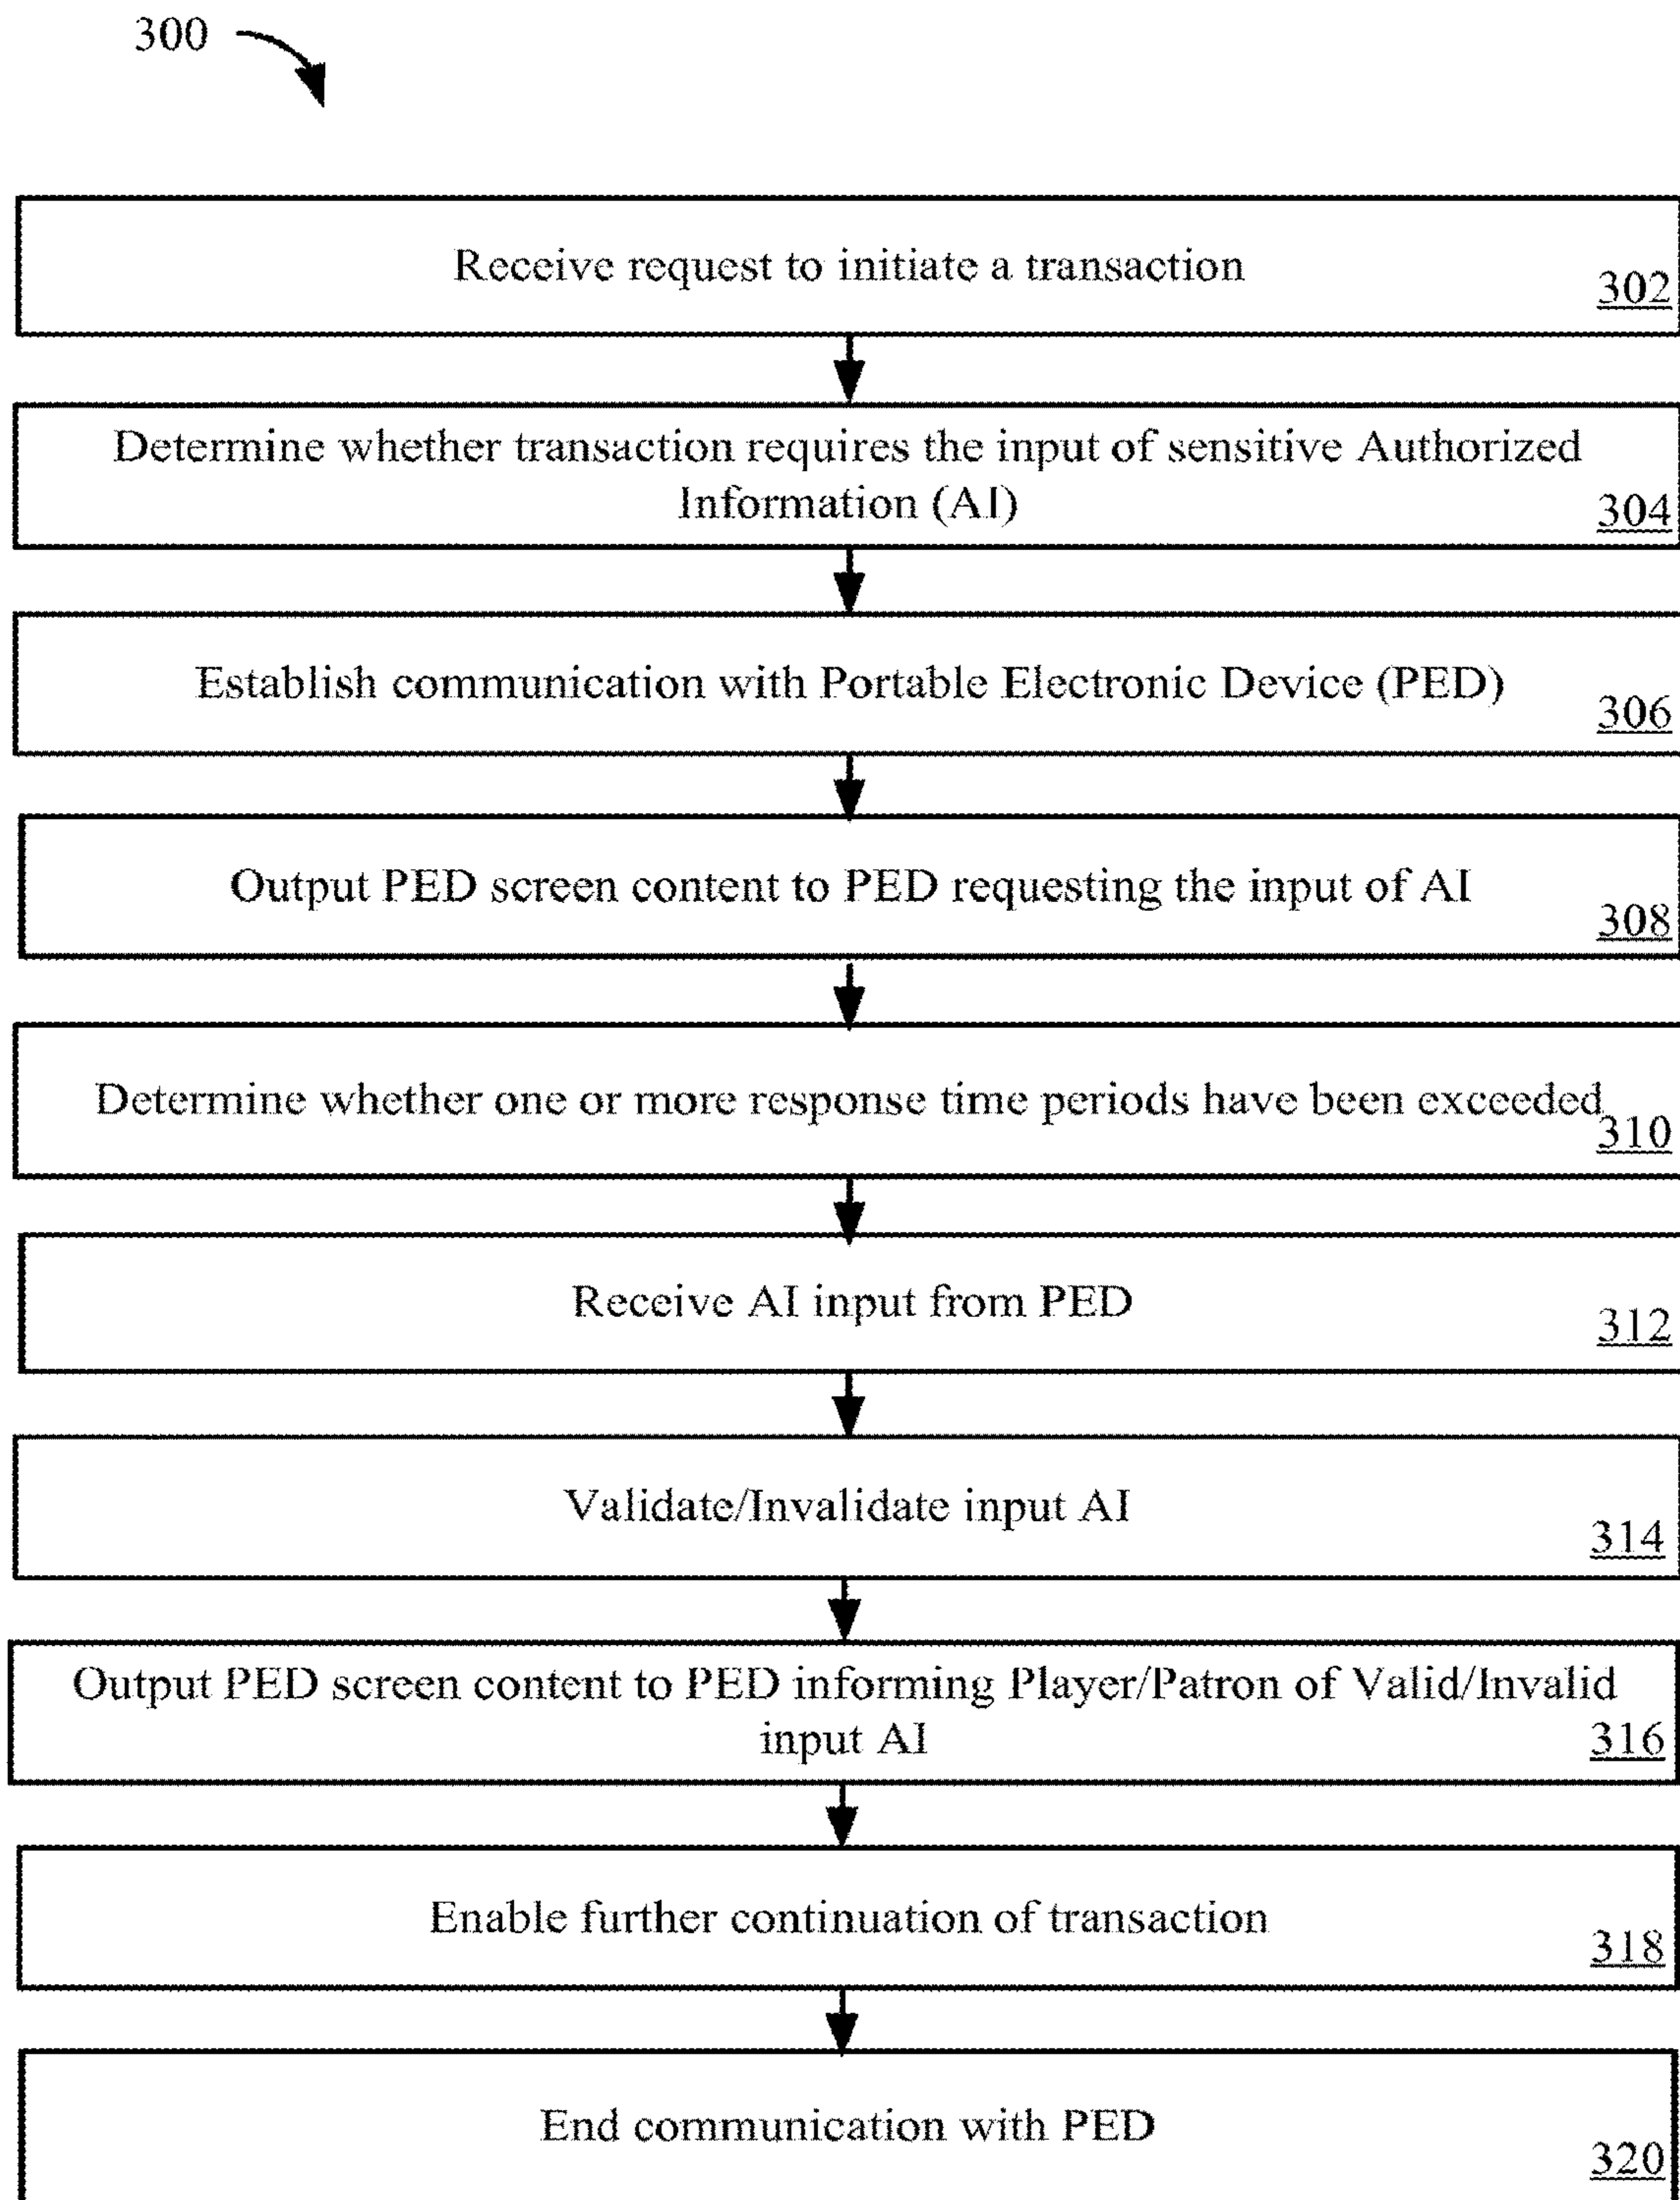 300
Receive request to initiate a transaction
302
Determine whether transaction requires the input of sensitive Authorized
Information (AI)
304
Establish communication with Portable Electronic Device (PED)
306
Output PED screen content to PED requesting the input of AI
308
Determine whether one or more response time periods have been exceeded
310
Receive AI input from PED
312
Validate/Invalidate input AI
314
Output PED screen content to PED informing Player/Patron of Valid/Invalid
input AI
316
Enable further continuation of transaction
318
End communication with PED
320